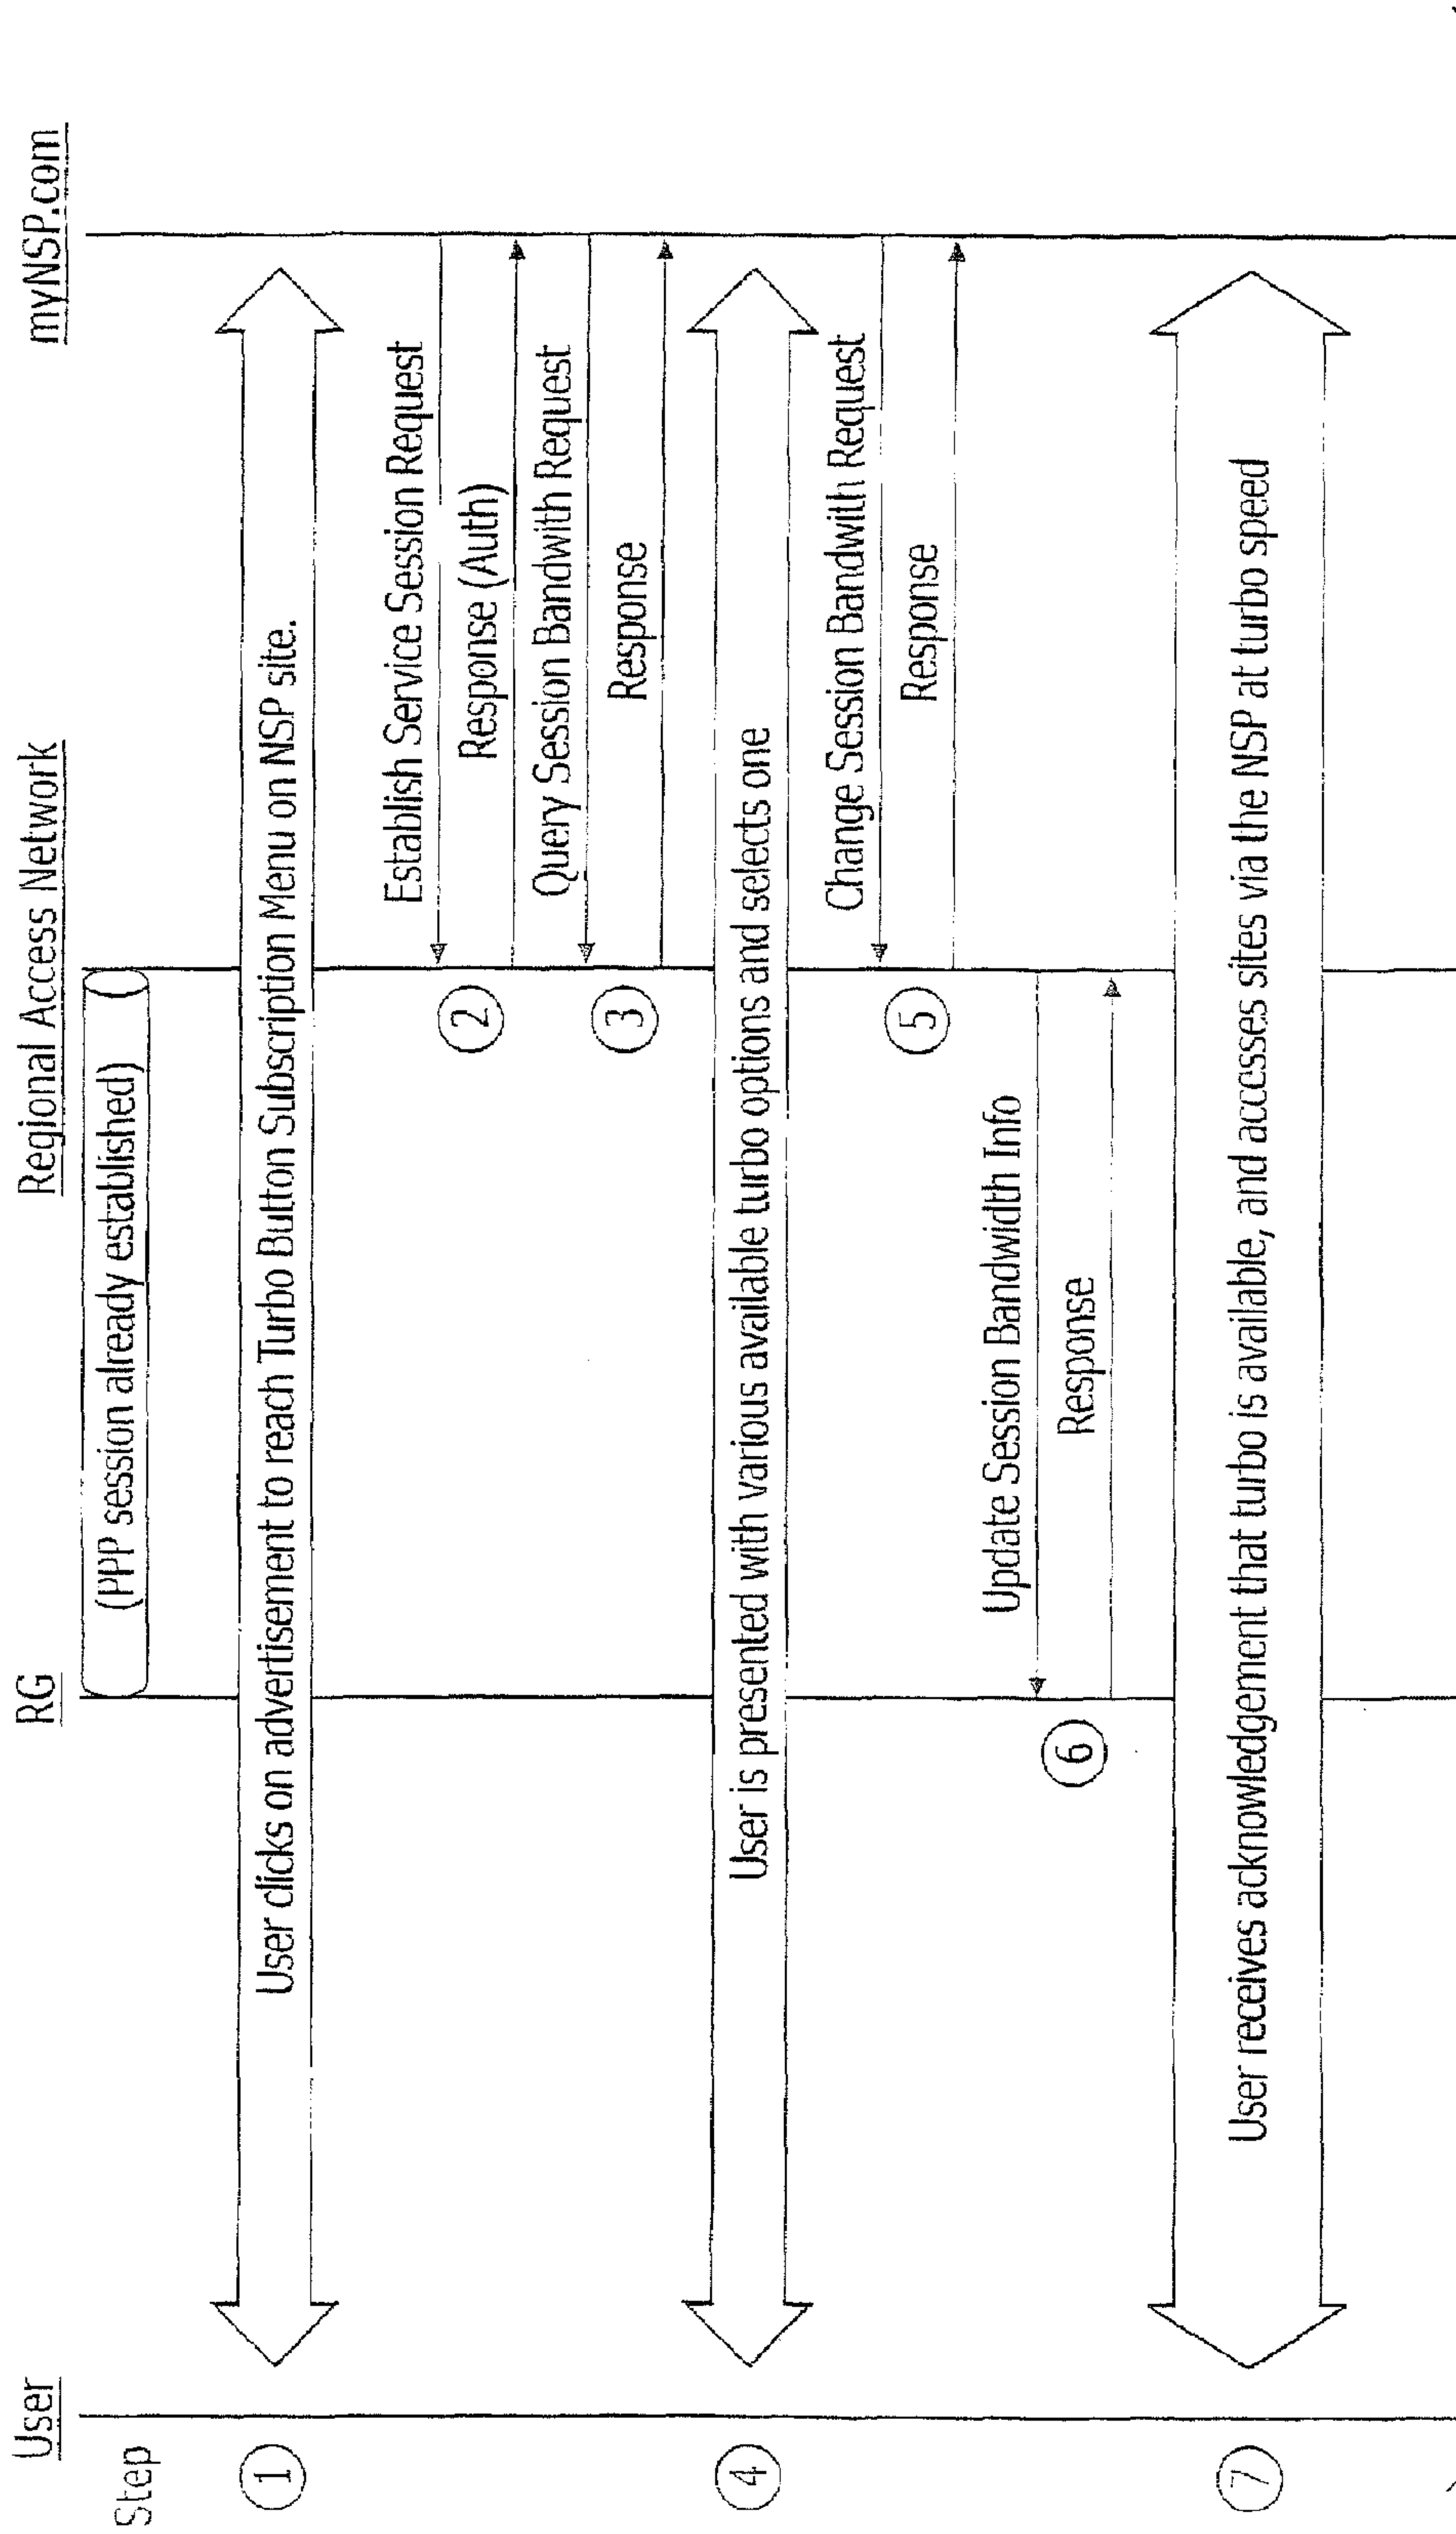 User
RG
Regional Access Network
myNSP.com
Step
(PPP session already established)
1
User clicks on advertisement to reach Turbo Button Subscription Menu on NSP site.
Establish Service Session Request
2
Response (Auth)
Query Session Bandwith Request
3
Response
4
User is presented with various available turbo options and selects one
Change Session Bandwith Request
5
Response
Update Session Bandwidth Info
6
Response
7
User receives acknowledgement that turbo is available, and accesses sites via the NSP at turbo speed